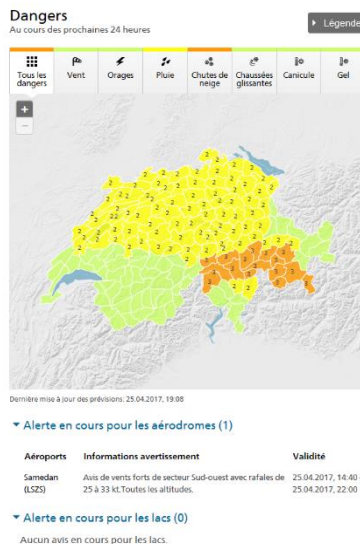 Dangers
Au cours des prochaines 24 heures
Légende
Tous les dangers
Vent
Orages
Pluie
Chutes de neige
Chaussées glissantes
Canicule
Gel
+
−
Dernière mise à jour des prévisions: 25.04.2017, 19:08
Alerte en cours pour les aérodromes (1)
Aéroports Informations avertissement Validité
Samedan Avis de vents forts de secteur Sud-ouest avec rafales de 25.04.2017, 14:40 -
(LSZS) 25 à 33 kt.Toutes les altitudes. 25.04.2017, 22:00
Alerte en cours pour les lacs (0)
Aucun avis en cours pour les lacs.